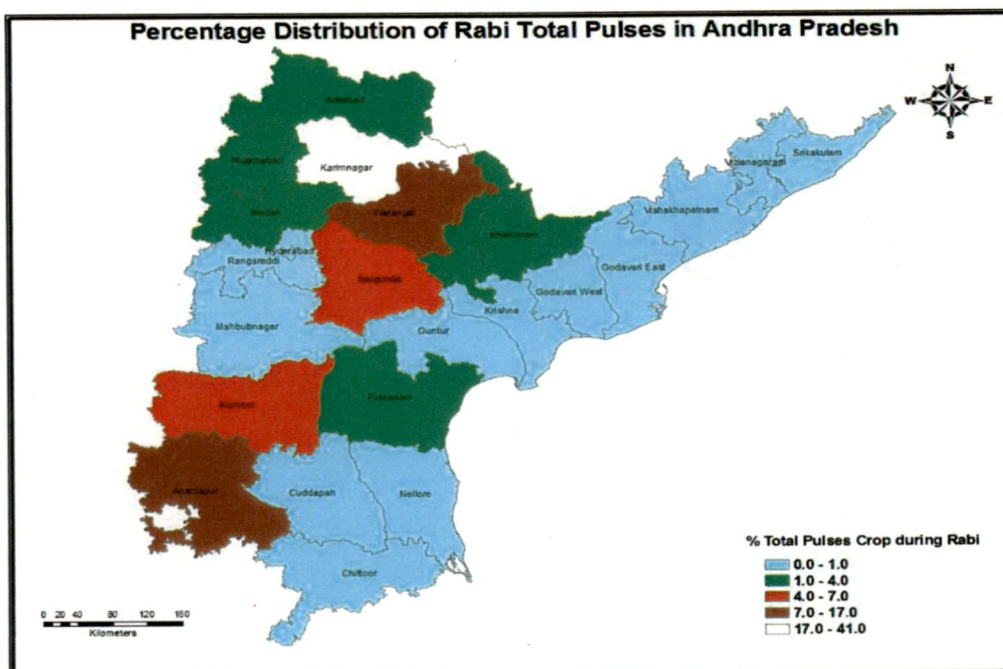 Percentage Distribution of Rabi Total Pulses in Andhra Pradesh
N
W E
S
Adilabad
Nizamabad
Karimnagar
Medak
Warangal
Khammam
Hyderabad
Rangareddi
Nalgonda
Mahbubnagar
Srikakulam
Vizianagaram
Vishakhapatnam
Godavari East
Godavari West
Krishna
Guntur
Kurnool
Prakasam
Anantapur
Cuddapah
Nellore
Chittoor
% Total Pulses Crop during Rabi
0.0 - 1.0
1.0 - 4.0
4.0 - 7.0
7.0 - 17.0
17.0 - 41.0
0 20 40 80 120 160
Kilometers